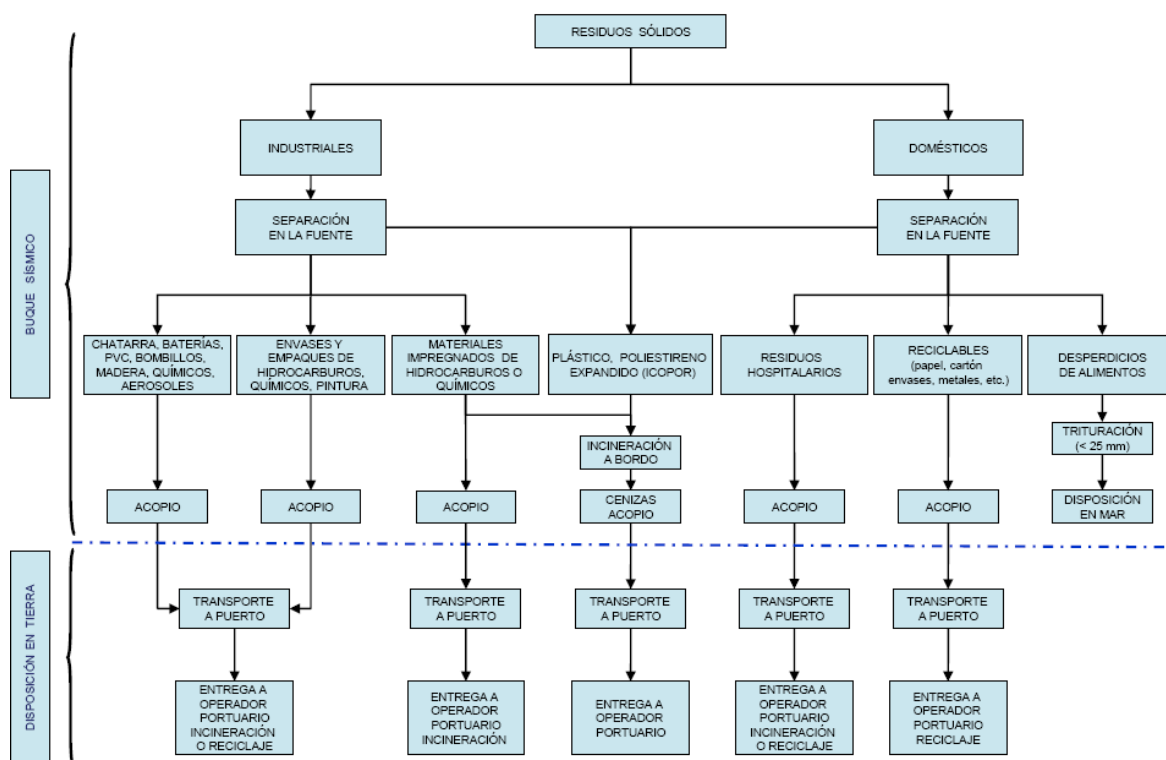 RESIDUOS SÓLIDOS
INDUSTRIALES
DOMÉSTICOS
SEPARACIÓN
EN LA FUENTE
SEPARACIÓN
EN LA FUENTE
BUQUE SÍSMICO
CHATARRA, BATERÍAS,
PVC, BOMBILLOS,
MADERA, QUÍMICOS,
AEROSOLES
ENVASES Y
EMPAQUES DE
HIDROCARBUROS,
QUÍMICOS, PINTURA
MATERIALES
IMPREGNADOS DE
HIDROCARBUROS O
QUÍMICOS
PLÁSTICO, POLIESTIRENO
EXPANDIDO (ICOPOR)
RESIDUOS
HOSPITALARIOS
RECICLABLES
(papel, cartón
envases, metales, etc.)
DESPERDICIOS
DE ALIMENTOS
INCINERACIÓN
A BORDO
TRITURACIÓN
(< 25 mm)
ACOPIO
ACOPIO
ACOPIO
CENIZAS
ACOPIO
ACOPIO
ACOPIO
DISPOSICIÓN
EN MAR
DISPOSICIÓN EN TIERRA
TRANSPORTE
A PUERTO
TRANSPORTE
A PUERTO
TRANSPORTE
A PUERTO
TRANSPORTE
A PUERTO
TRANSPORTE
A PUERTO
ENTREGA A
OPERADOR
PORTUARIO
INCINERACIÓN
O RECICLAJE
ENTREGA A
OPERADOR
PORTUARIO
INCINERACIÓN
ENTREGA A
OPERADOR
PORTUARIO
ENTREGA A
OPERADOR
PORTUARIO
INCINERACIÓN
O RECICLAJE
ENTREGA A
OPERADOR
PORTUARIO
RECICLAJE